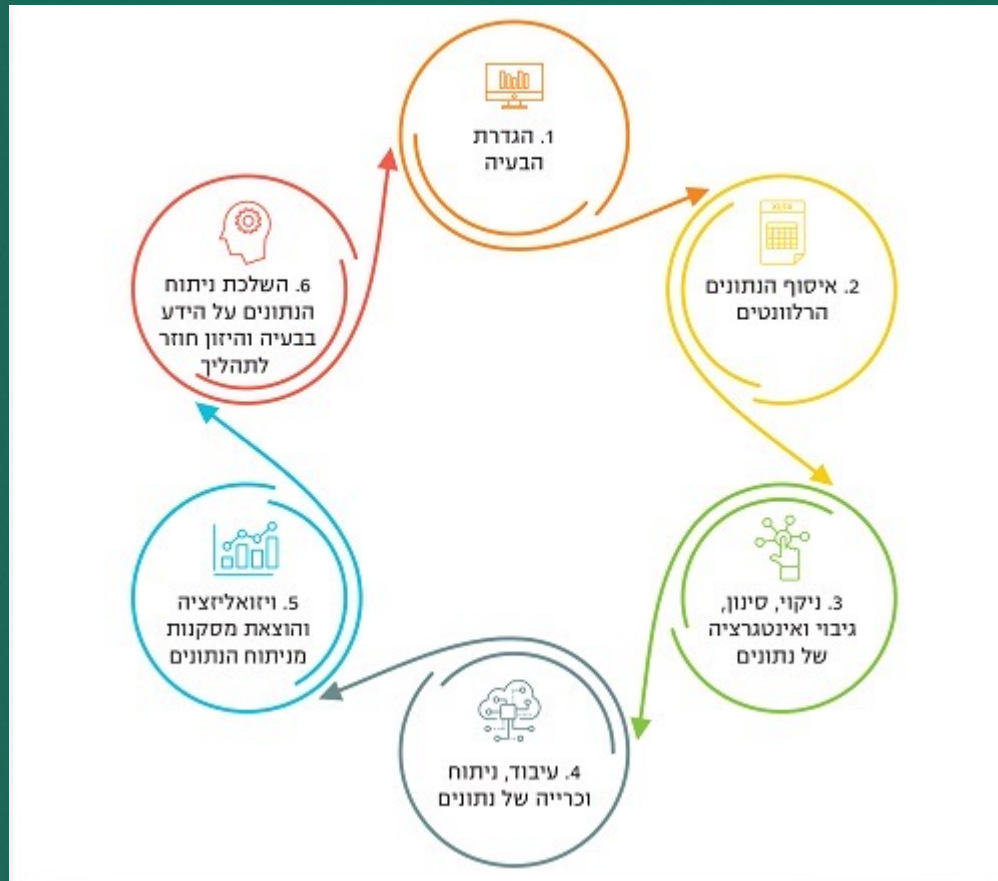 1. הגדרת
הבעיה
2. איסוף הנתונים
הרלוונטים
3. ניקוי, סינון,
גיבוי ואינטגרציה
של נתונים
4. עיבוד, ניתוח
וכרייה של נתונים
5. ויזואליזציה
והוצאת מסקנות
מניתוח הנתונים
6. השלכת ניתוח
הנתונים על הידע
בבעיה והיזון חוזר
לתהליך